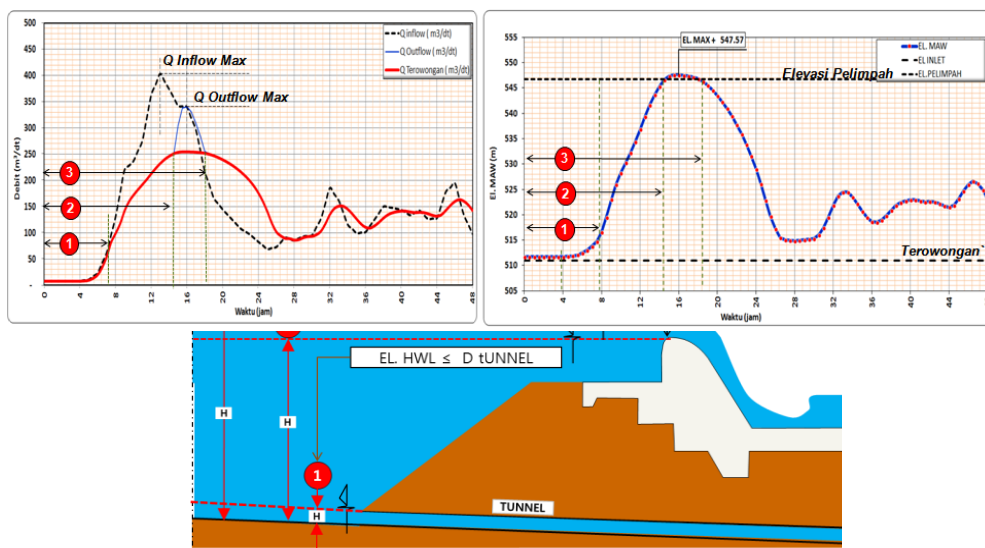 500
450
400
350
300
250
200
150
100
50
-
Debit (m³/dt)
0 4 8 12 16 20 24 28 32 36 40 44 48
Waktu (jam)
Q inflow ( m3/dt)
Q Outflow ( m3/dt)
Q Terowongan ( m3/dt)
Q Inflow Max
Q Outflow Max
3
2
1
555
550
545
540
535
530
525
520
515
510
505
El. MAW (m)
0 4 8 12 16 20 24 28 32 36 40 44
Waktu (jam)
EL. MAX + 547.57
EL. MAW
EL INLET
EL.PELIMPAH
Elevasi Pelimpah
3
2
1
Terowongan
EL. HWL ≤ D tUNNEL
H
H
1
H
TUNNEL